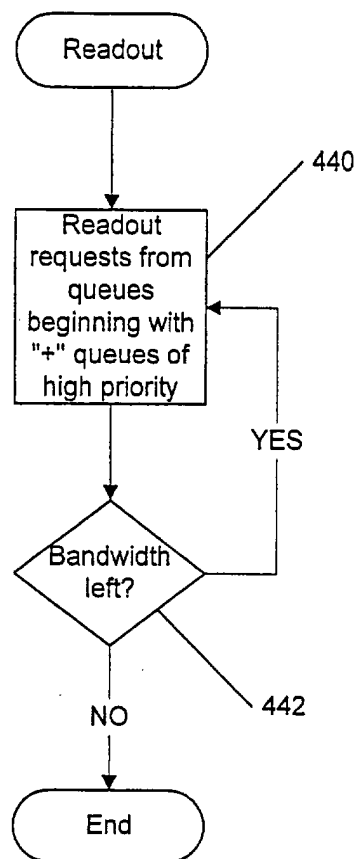 Readout
440
Readout
requests from
queues
beginning with
"+" queues of
high priority
YES
Bandwidth
left?
442
NO
End